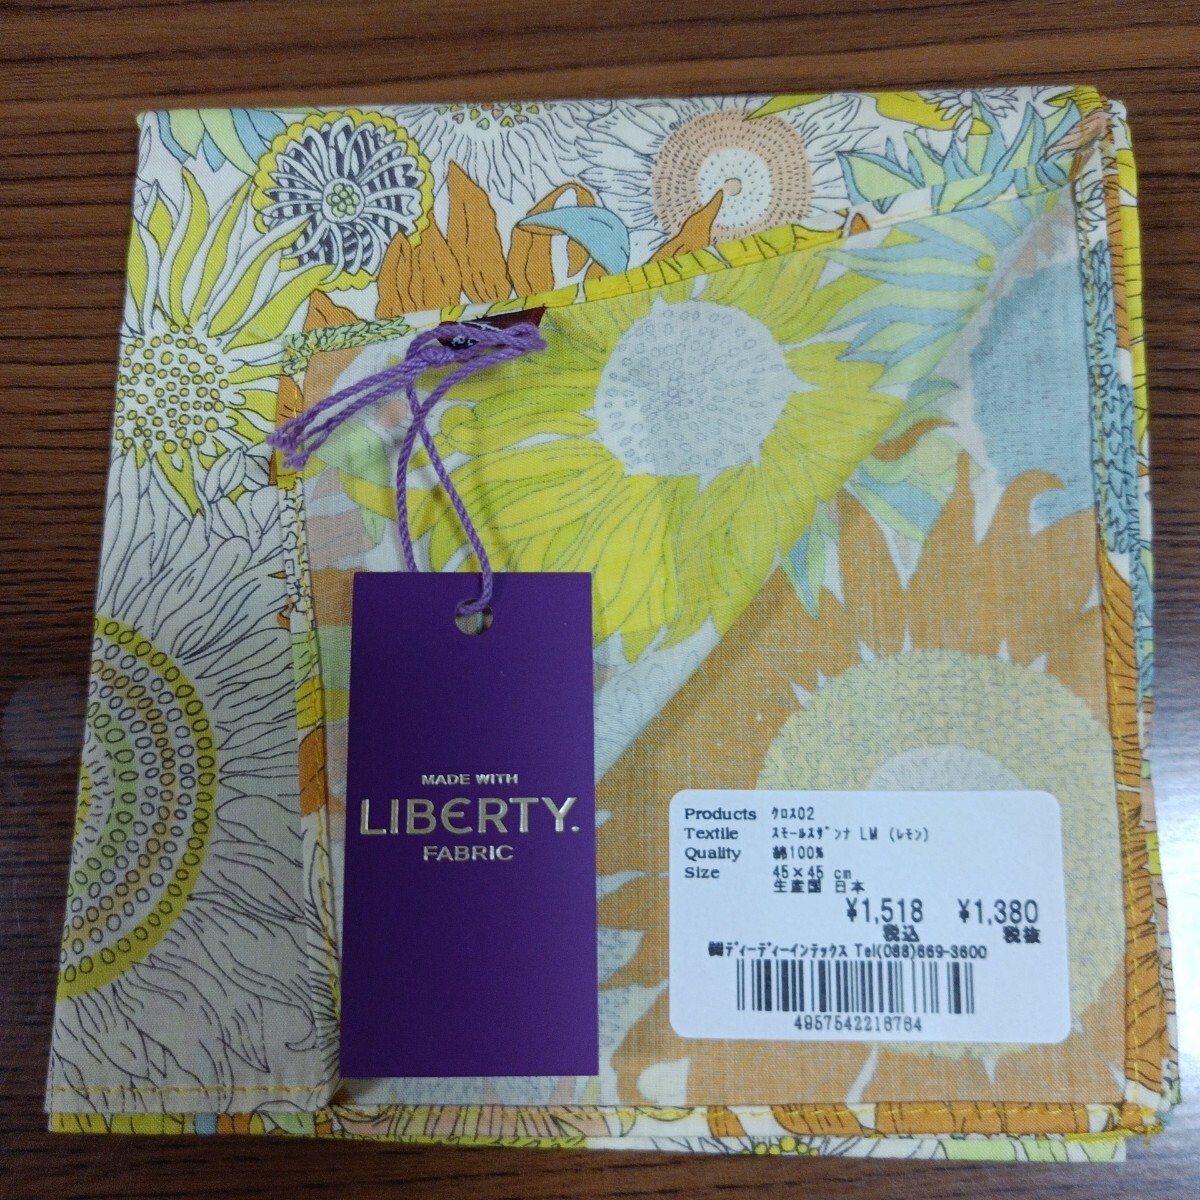 MADE WITH
LIBERTY.
FABRIC
Products ｸﾛｽ02
Textile ｽﾓｰﾙｽｻﾞﾝﾅ LM (ﾚﾓﾝ)
Quality 綿100%
Size 45×45 cm
生産国 日本
¥1,518 ¥1,380
税込 税抜
㈱ディーディーインテックス Tel(088)669-3600
4957542218784